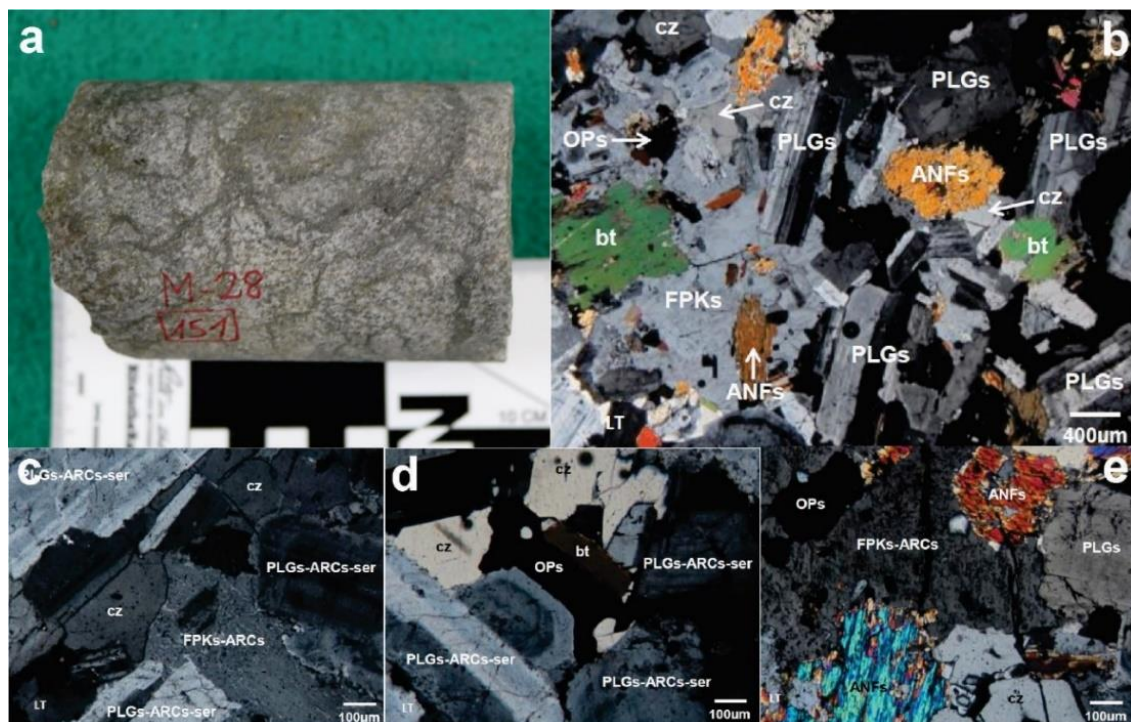 a
M-28
151
10 CM
b
cz
PLGs
cz
OPs
PLGs
PLGs
ANFs
cz
bt
bt
FPKs
PLGs
ANFs
PLGs
LT
400um
c
PLGs-ARCs-ser
cz
PLGs-ARCs-ser
cz
FPKs-ARCs
LT
PLGs-ARCs-ser
100um
d
cz
cz
bt
OPs
PLGs-ARCs-ser
PLGs-ARCs-ser
PLGs-ARCs-ser
LT
100um
e
OPs
ANFs
FPKs-ARCs
PLGs
ANFs
LT
cz
100um